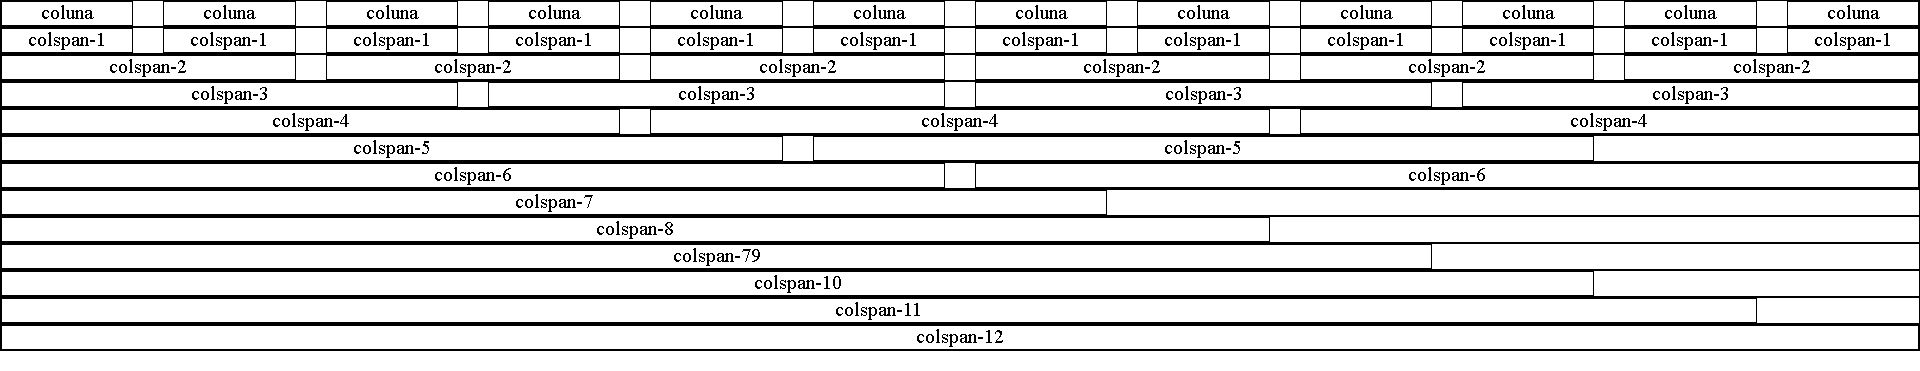 coluna coluna coluna coluna coluna coluna coluna coluna coluna coluna coluna coluna
colspan-1 colspan-1 colspan-1 colspan-1 colspan-1 colspan-1 colspan-1 colspan-1 colspan-1 colspan-1 colspan-1 colspan-1
colspan-2 colspan-2 colspan-2 colspan-2 colspan-2 colspan-2
colspan-3 colspan-3 colspan-3 colspan-3
colspan-4 colspan-4 colspan-4
colspan-5 colspan-5
colspan-6 colspan-6
colspan-7
colspan-8
colspan-79
colspan-10
colspan-11
colspan-12